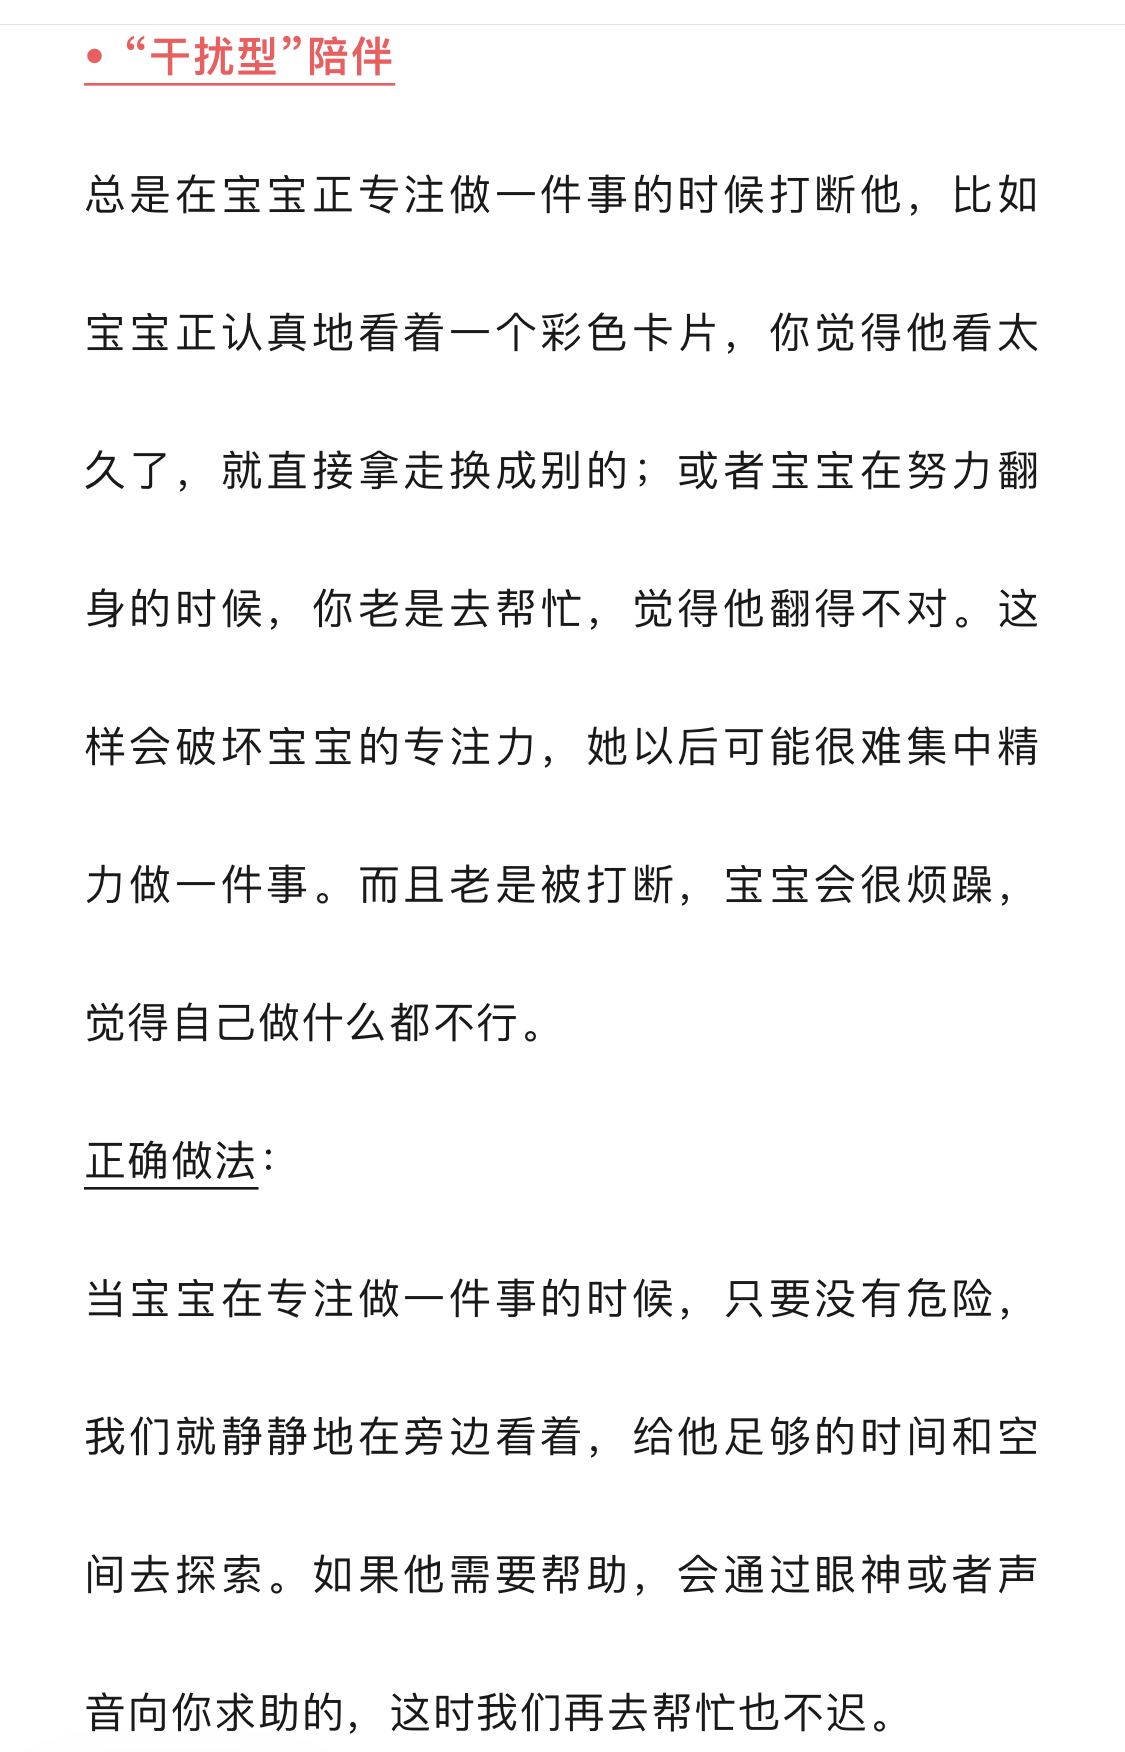 • “干扰型”陪伴
总是在宝宝正专注做一件事的时候打断他，比如
宝宝正认真地看着一个彩色卡片，你觉得他看太
久了，就直接拿走换成别的；或者宝宝在努力翻
身的时候，你老是去帮忙，觉得他翻得不对。这
样会破坏宝宝的专注力，她以后可能很难集中精
力做一件事。而且老是被打断，宝宝会很烦躁，
觉得自己做什么都不行。
正确做法：
当宝宝在专注做一件事的时候，只要没有危险，
我们就静静地在旁边看着，给他足够的时间和空
间去探索。如果他需要帮助，会通过眼神或者声
音向你求助的，这时我们再去帮忙也不迟。